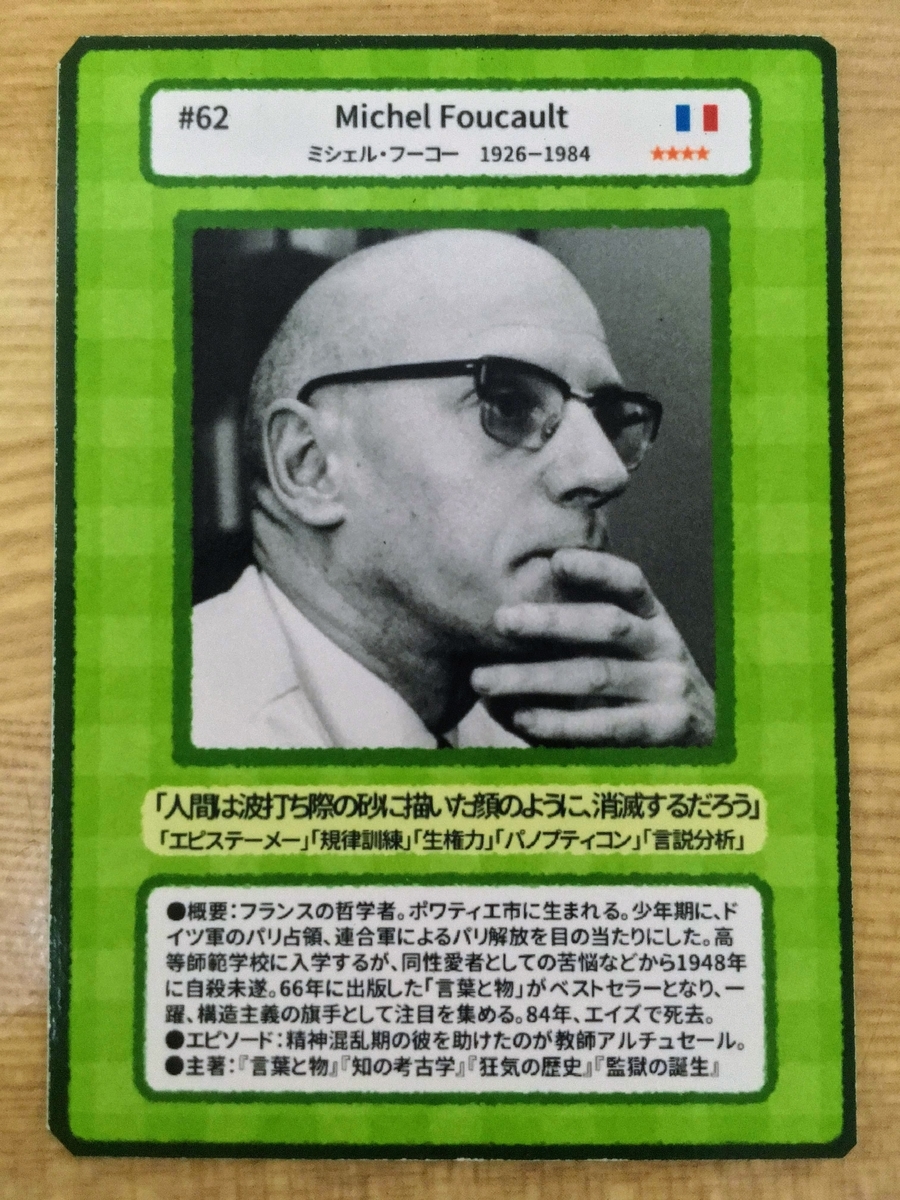 #62 Michel Foucault
ミシェル・フーコー 1926−1984 ★★★★
「人間は波打ち際の砂に描いた顔のように、消滅するだろう」
「エピステーメー」「規律訓練」「生権力」「パノプティコン」「言説分析」
●概要：フランスの哲学者。ポワティエ市に生まれる。少年期に、ド
イツ軍のパリ占領、連合軍によるパリ解放を目の当たりにした。高
等師範学校に入学するが、同性愛者としての苦悩などから1948年
に自殺未遂。66年に出版した「言葉と物」がベストセラーとなり、一
躍、構造主義の旗手として注目を集める。84年、エイズで死去。
●エピソード：精神混乱期の彼を助けたのが教師アルチュセール。
●主著：『言葉と物』『知の考古学』『狂気の歴史』『監獄の誕生』